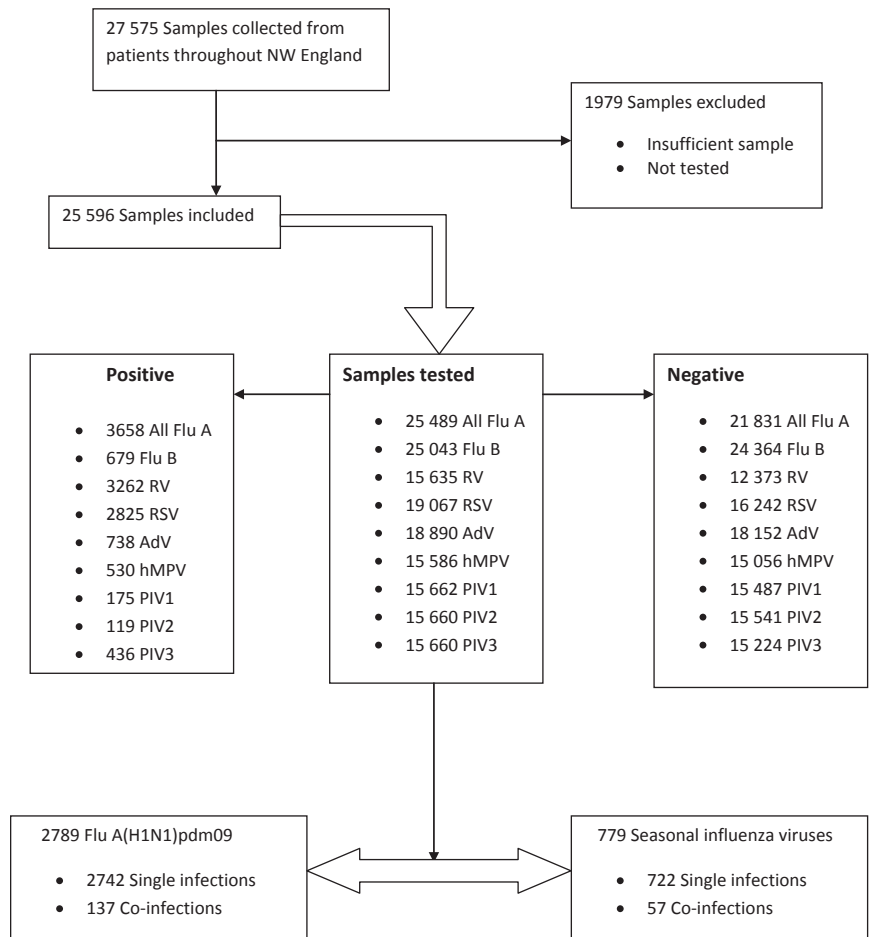 27 575 Samples collected from
patients throughout NW England
1979 Samples excluded
• Insufficient sample
• Not tested
25 596 Samples included
Positive
• 3658 All Flu A
• 679 Flu B
• 3262 RV
• 2825 RSV
• 738 AdV
• 530 hMPV
• 175 PIV1
• 119 PIV2
• 436 PIV3
Samples tested
• 25 489 All Flu A
• 25 043 Flu B
• 15 635 RV
• 19 067 RSV
• 18 890 AdV
• 15 586 hMPV
• 15 662 PIV1
• 15 660 PIV2
• 15 660 PIV3
Negative
• 21 831 All Flu A
• 24 364 Flu B
• 12 373 RV
• 16 242 RSV
• 18 152 AdV
• 15 056 hMPV
• 15 487 PIV1
• 15 541 PIV2
• 15 224 PIV3
2789 Flu A(H1N1)pdm09
• 2742 Single infections
• 137 Co-infections
779 Seasonal influenza viruses
• 722 Single infections
• 57 Co-infections